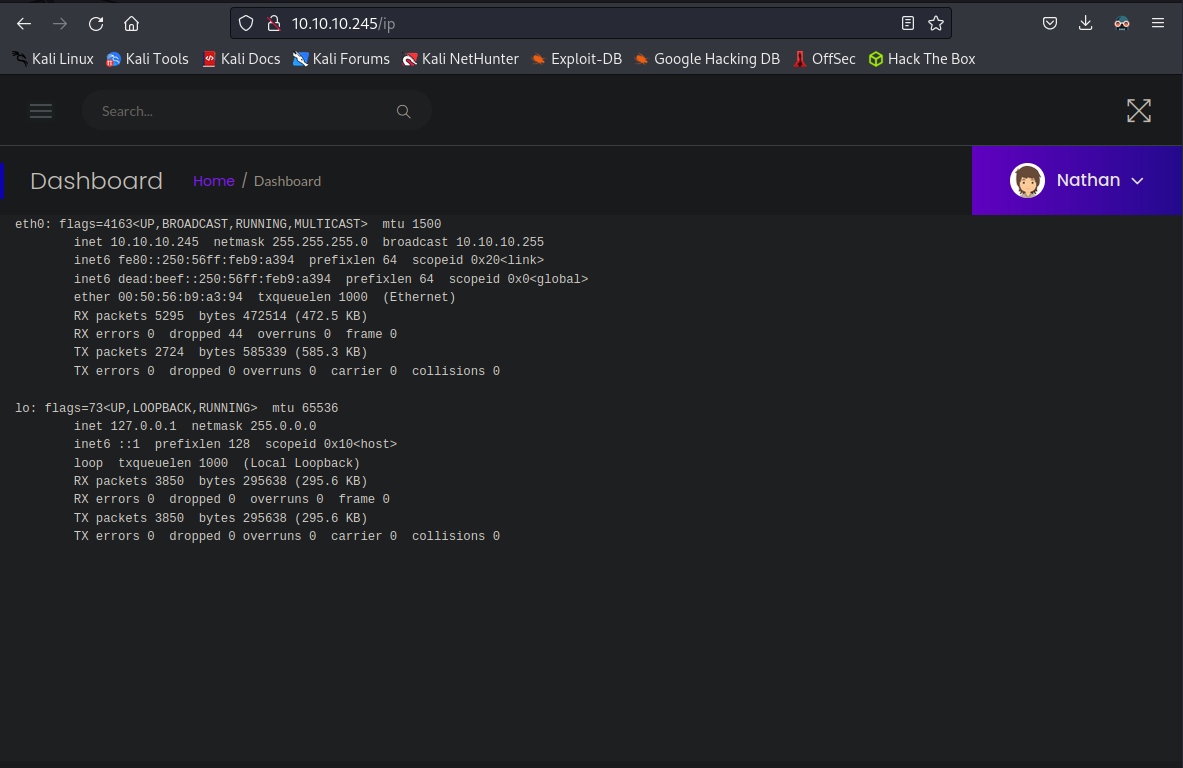 10.10.10.245/ip
Kali Linux Kali Tools Kali Docs Kali Forums Kali NetHunter Exploit-DB Google Hacking DB OffSec Hack The Box
Search...
Dashboard Home / Dashboard Nathan
eth0: flags=4163<UP,BROADCAST,RUNNING,MULTICAST>  mtu 1500
        inet 10.10.10.245  netmask 255.255.255.0  broadcast 10.10.10.255
        inet6 fe80::250:56ff:feb9:a394  prefixlen 64  scopeid 0x20<link>
        inet6 dead:beef::250:56ff:feb9:a394  prefixlen 64  scopeid 0x0<global>
        ether 00:50:56:b9:a3:94  txqueuelen 1000  (Ethernet)
        RX packets 5295  bytes 472514 (472.5 KB)
        RX errors 0  dropped 44  overruns 0  frame 0
        TX packets 2724  bytes 585339 (585.3 KB)
        TX errors 0  dropped 0 overruns 0  carrier 0  collisions 0

lo: flags=73<UP,LOOPBACK,RUNNING>  mtu 65536
        inet 127.0.0.1  netmask 255.0.0.0
        inet6 ::1  prefixlen 128  scopeid 0x10<host>
        loop  txqueuelen 1000  (Local Loopback)
        RX packets 3850  bytes 295638 (295.6 KB)
        RX errors 0  dropped 0  overruns 0  frame 0
        TX packets 3850  bytes 295638 (295.6 KB)
        TX errors 0  dropped 0 overruns 0  carrier 0  collisions 0